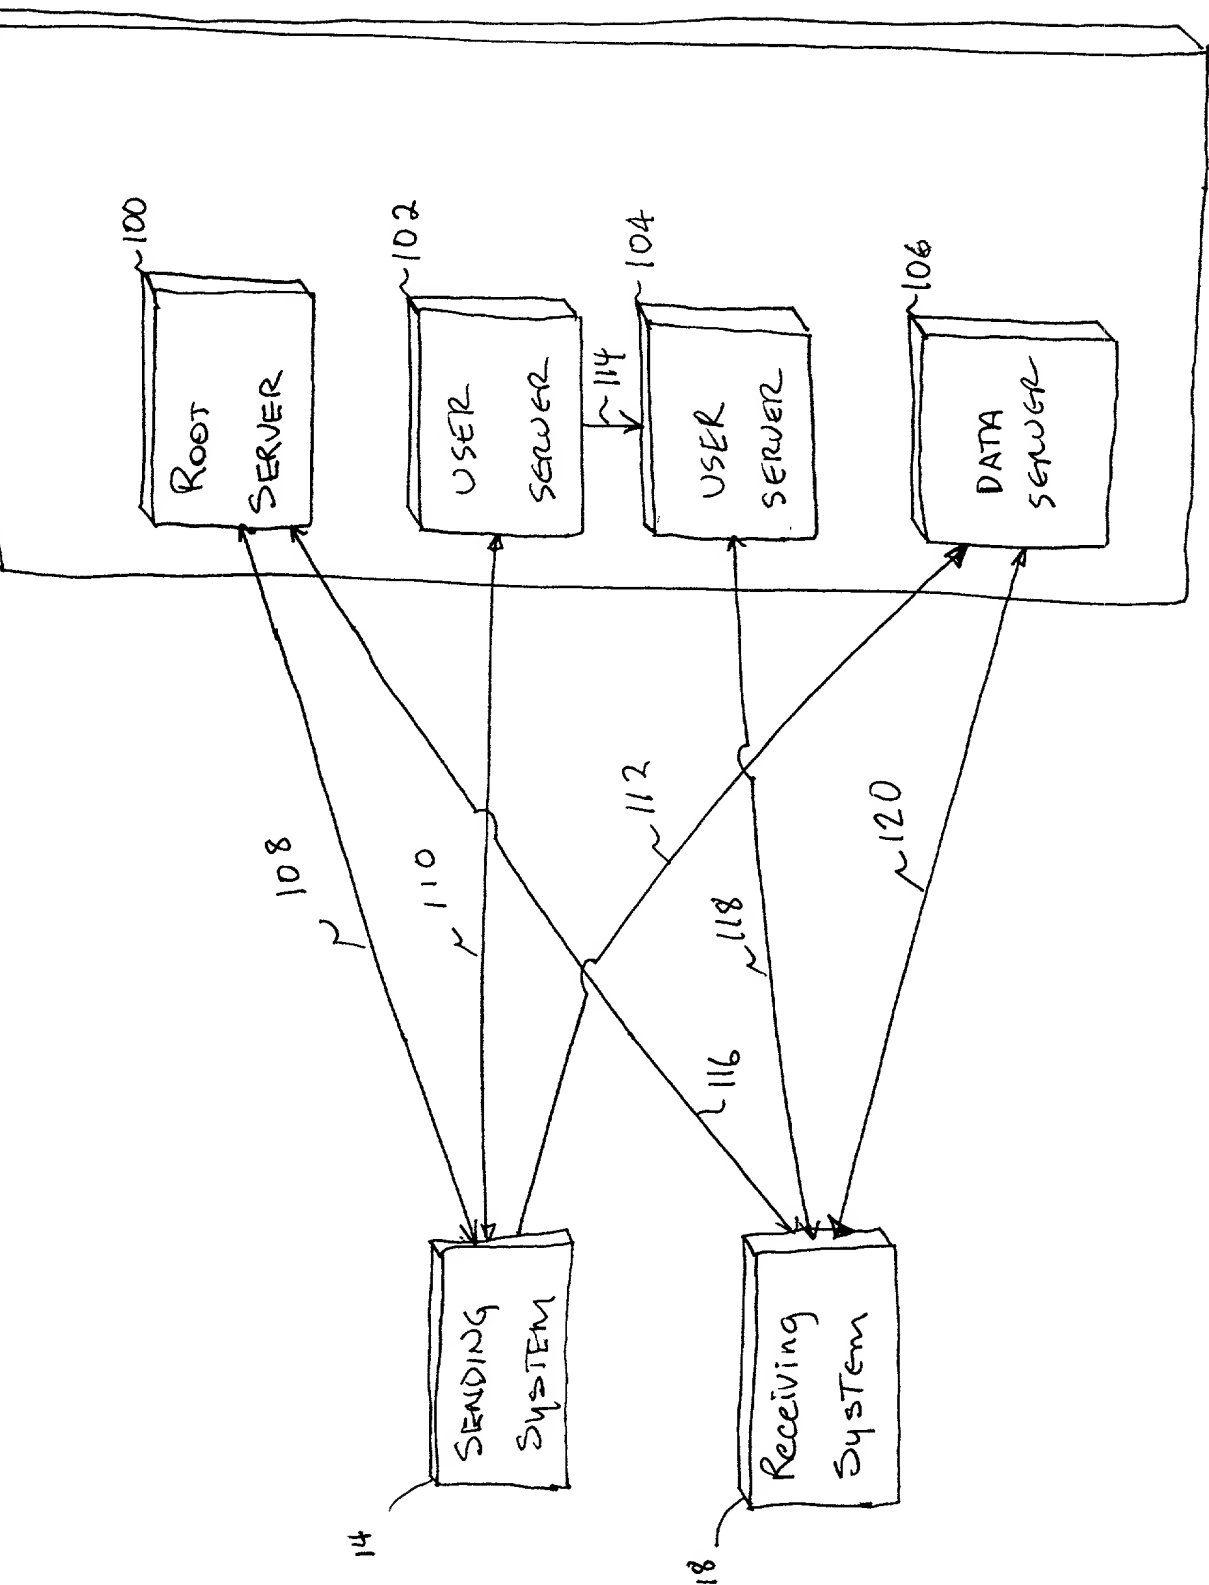 100
ROOT
SERVER
102
USER
SERVER
114
104
USER
SERVER
106
DATA
SERVER
108
110
112
116
118
120
14
SENDING
SYSTEM
18
Receiving
SYSTEM